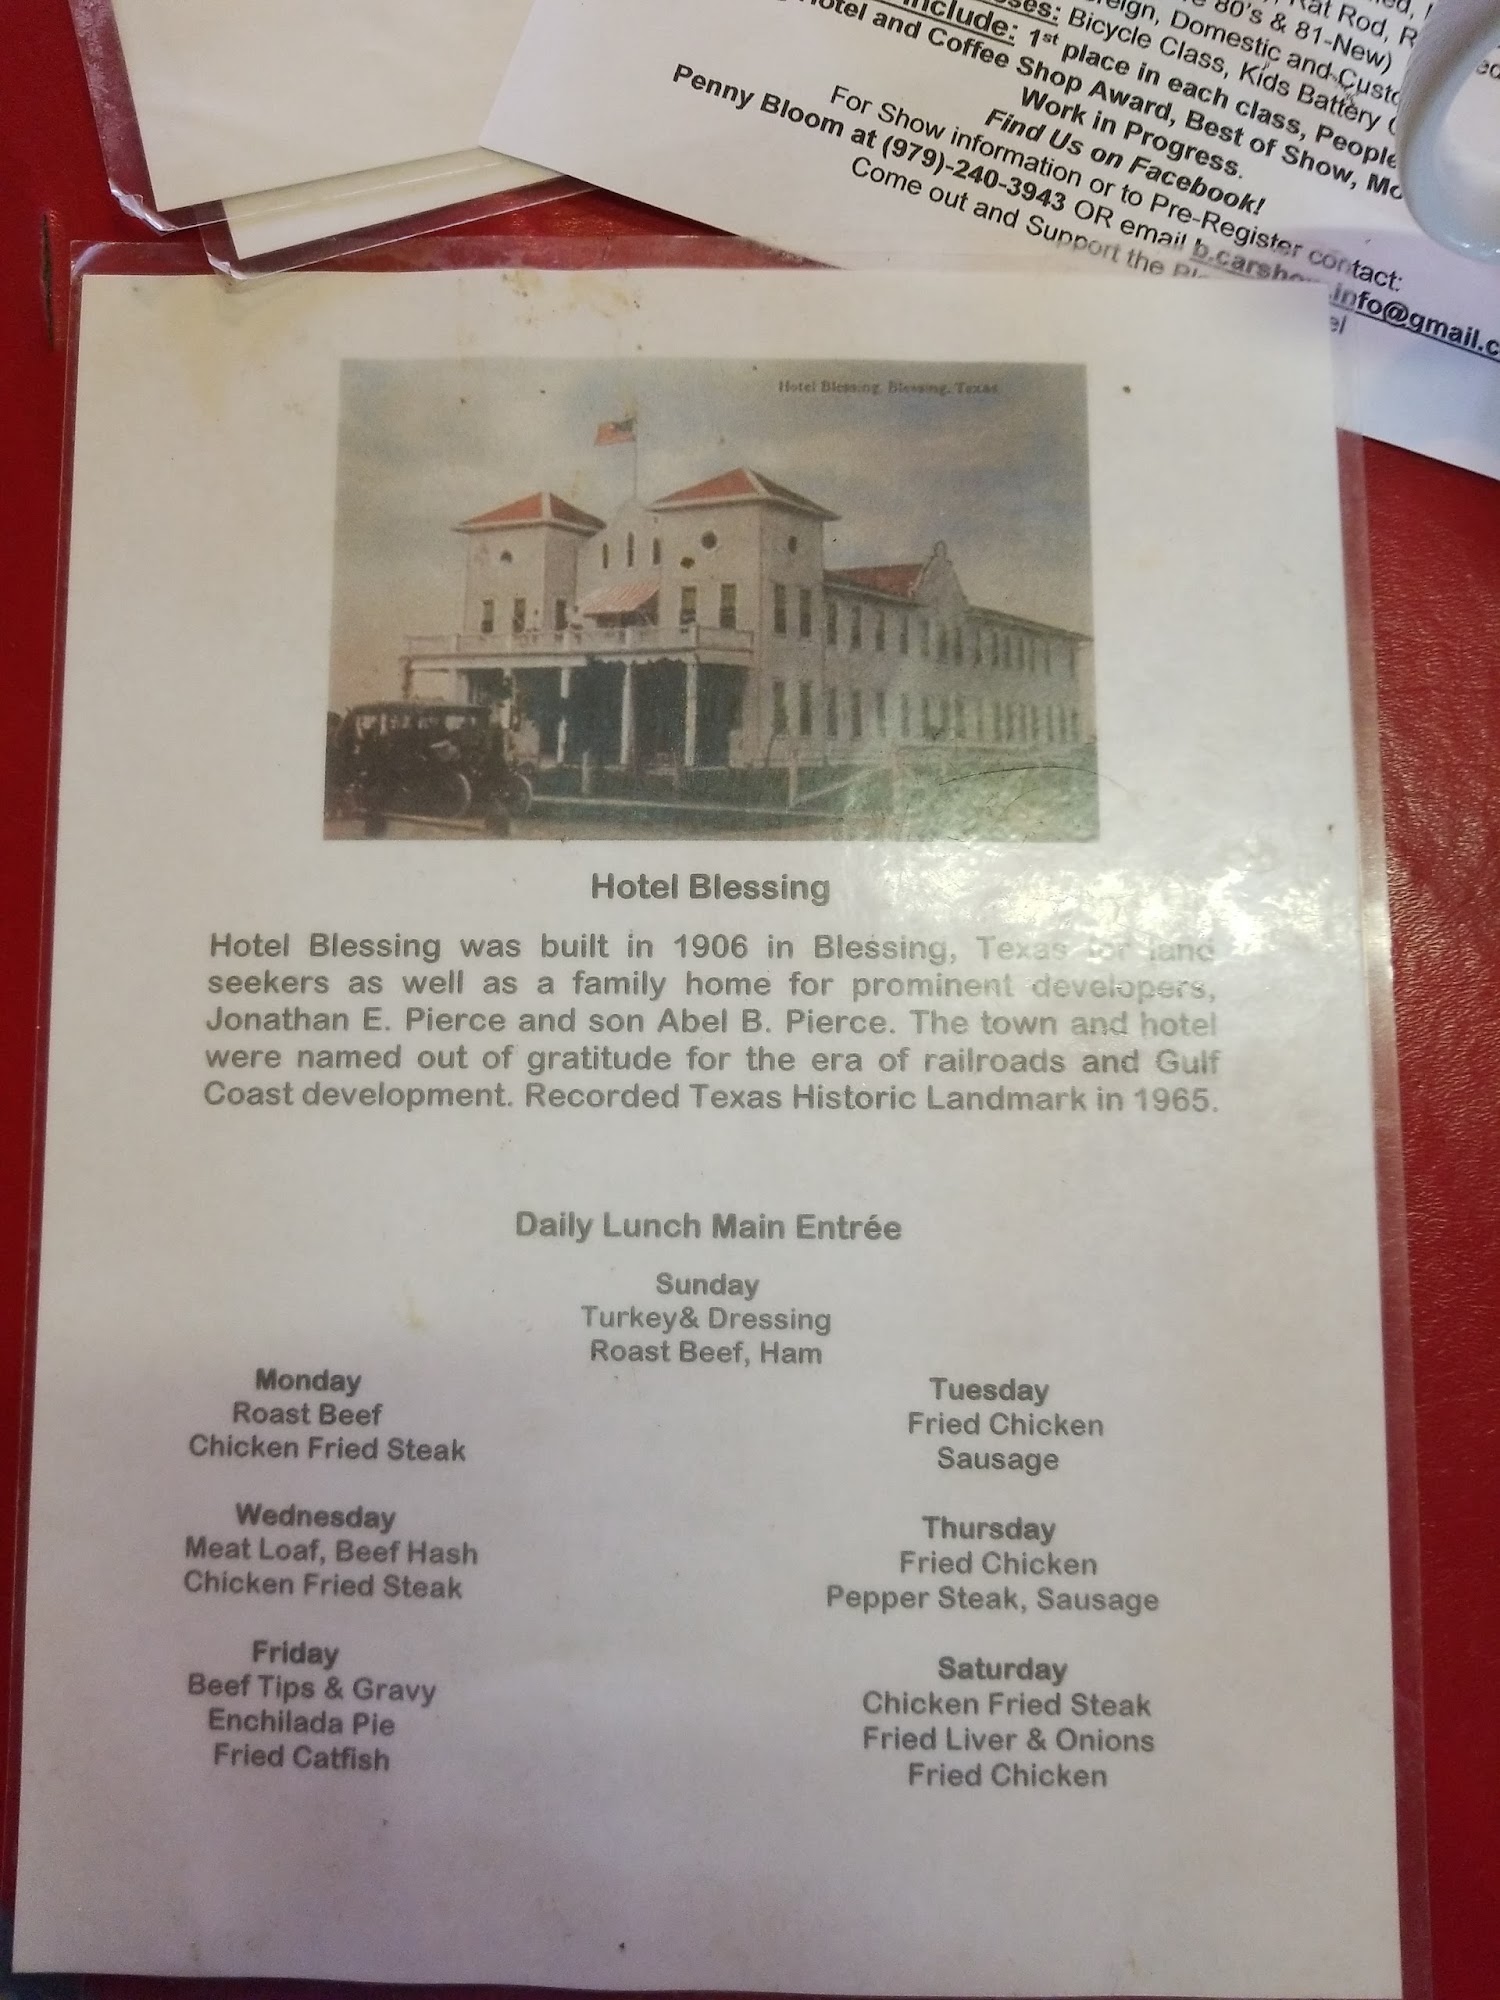 80's & 81-New)
Domestic and Custo
Bicycle Class, Kids Battery
include: 1st place in each class, People
Hotel and Coffee Shop Award, Best of Show, Mo
Work in Progress.
Find Us on Facebook!
For Show information or to Pre-Register contact:
Penny Bloom at (979)-240-3943 OR email
info@gmail.c
Come out and Support the
Hotel Blessing, Blessing, Texas
Hotel Blessing
Hotel Blessing was built in 1906 in Blessing, Texas for land
seekers as well as a family home for prominent developers,
Jonathan E. Pierce and son Abel B. Pierce. The town and hotel
were named out of gratitude for the era of railroads and Gulf
Coast development. Recorded Texas Historic Landmark in 1965.
Daily Lunch Main Entrée
Sunday
Turkey& Dressing
Roast Beef, Ham
Monday
Roast Beef
Chicken Fried Steak
Tuesday
Fried Chicken
Sausage
Wednesday
Meat Loaf, Beef Hash
Chicken Fried Steak
Thursday
Fried Chicken
Pepper Steak, Sausage
Friday
Beef Tips & Gravy
Enchilada Pie
Fried Catfish
Saturday
Chicken Fried Steak
Fried Liver & Onions
Fried Chicken